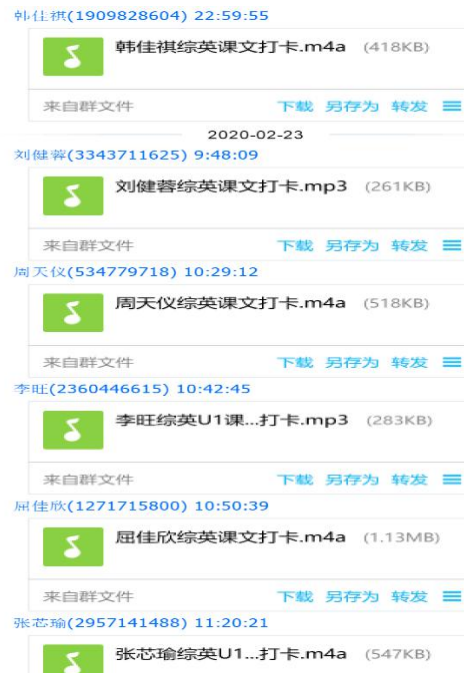 韩佳祺(1909828604) 22:59:55
韩佳祺综英课文打卡.m4a (418KB)
来自群文件 下载 另存为 转发
2020-02-23
刘健蓉(3343711625) 9:48:09
刘健蓉综英课文打卡.mp3 (261KB)
来自群文件 下载 另存为 转发
周天仪(534779718) 10:29:12
周天仪综英课文打卡.m4a (518KB)
来自群文件 下载 另存为 转发
李旺(2360446615) 10:42:45
李旺综英U1课...打卡.mp3 (283KB)
来自群文件 下载 另存为 转发
屈佳欣(1271715800) 10:50:39
屈佳欣综英课文打卡.m4a (1.13MB)
来自群文件 下载 另存为 转发
张芯瑜(2957141488) 11:20:21
张芯瑜综英U1...打卡.m4a (547KB)